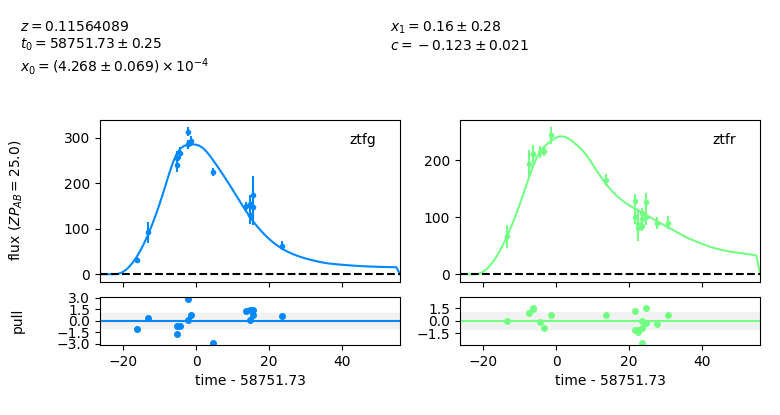 z = 0.11564089
t₀ = 58751.73 ± 0.25
x₀ = (4.268 ± 0.069) × 10⁻⁴
x₁ = 0.16 ± 0.28
c = −0.123 ± 0.021
flux (ZP_AB = 25.0)
300
200
100
0
ztfg
200
100
0
ztfr
pull
3.0
1.5
0.0
−1.5
−3.0
1.5
0.0
−1.5
−20 0 20 40
−20 0 20 40
time - 58751.73
time - 58751.73